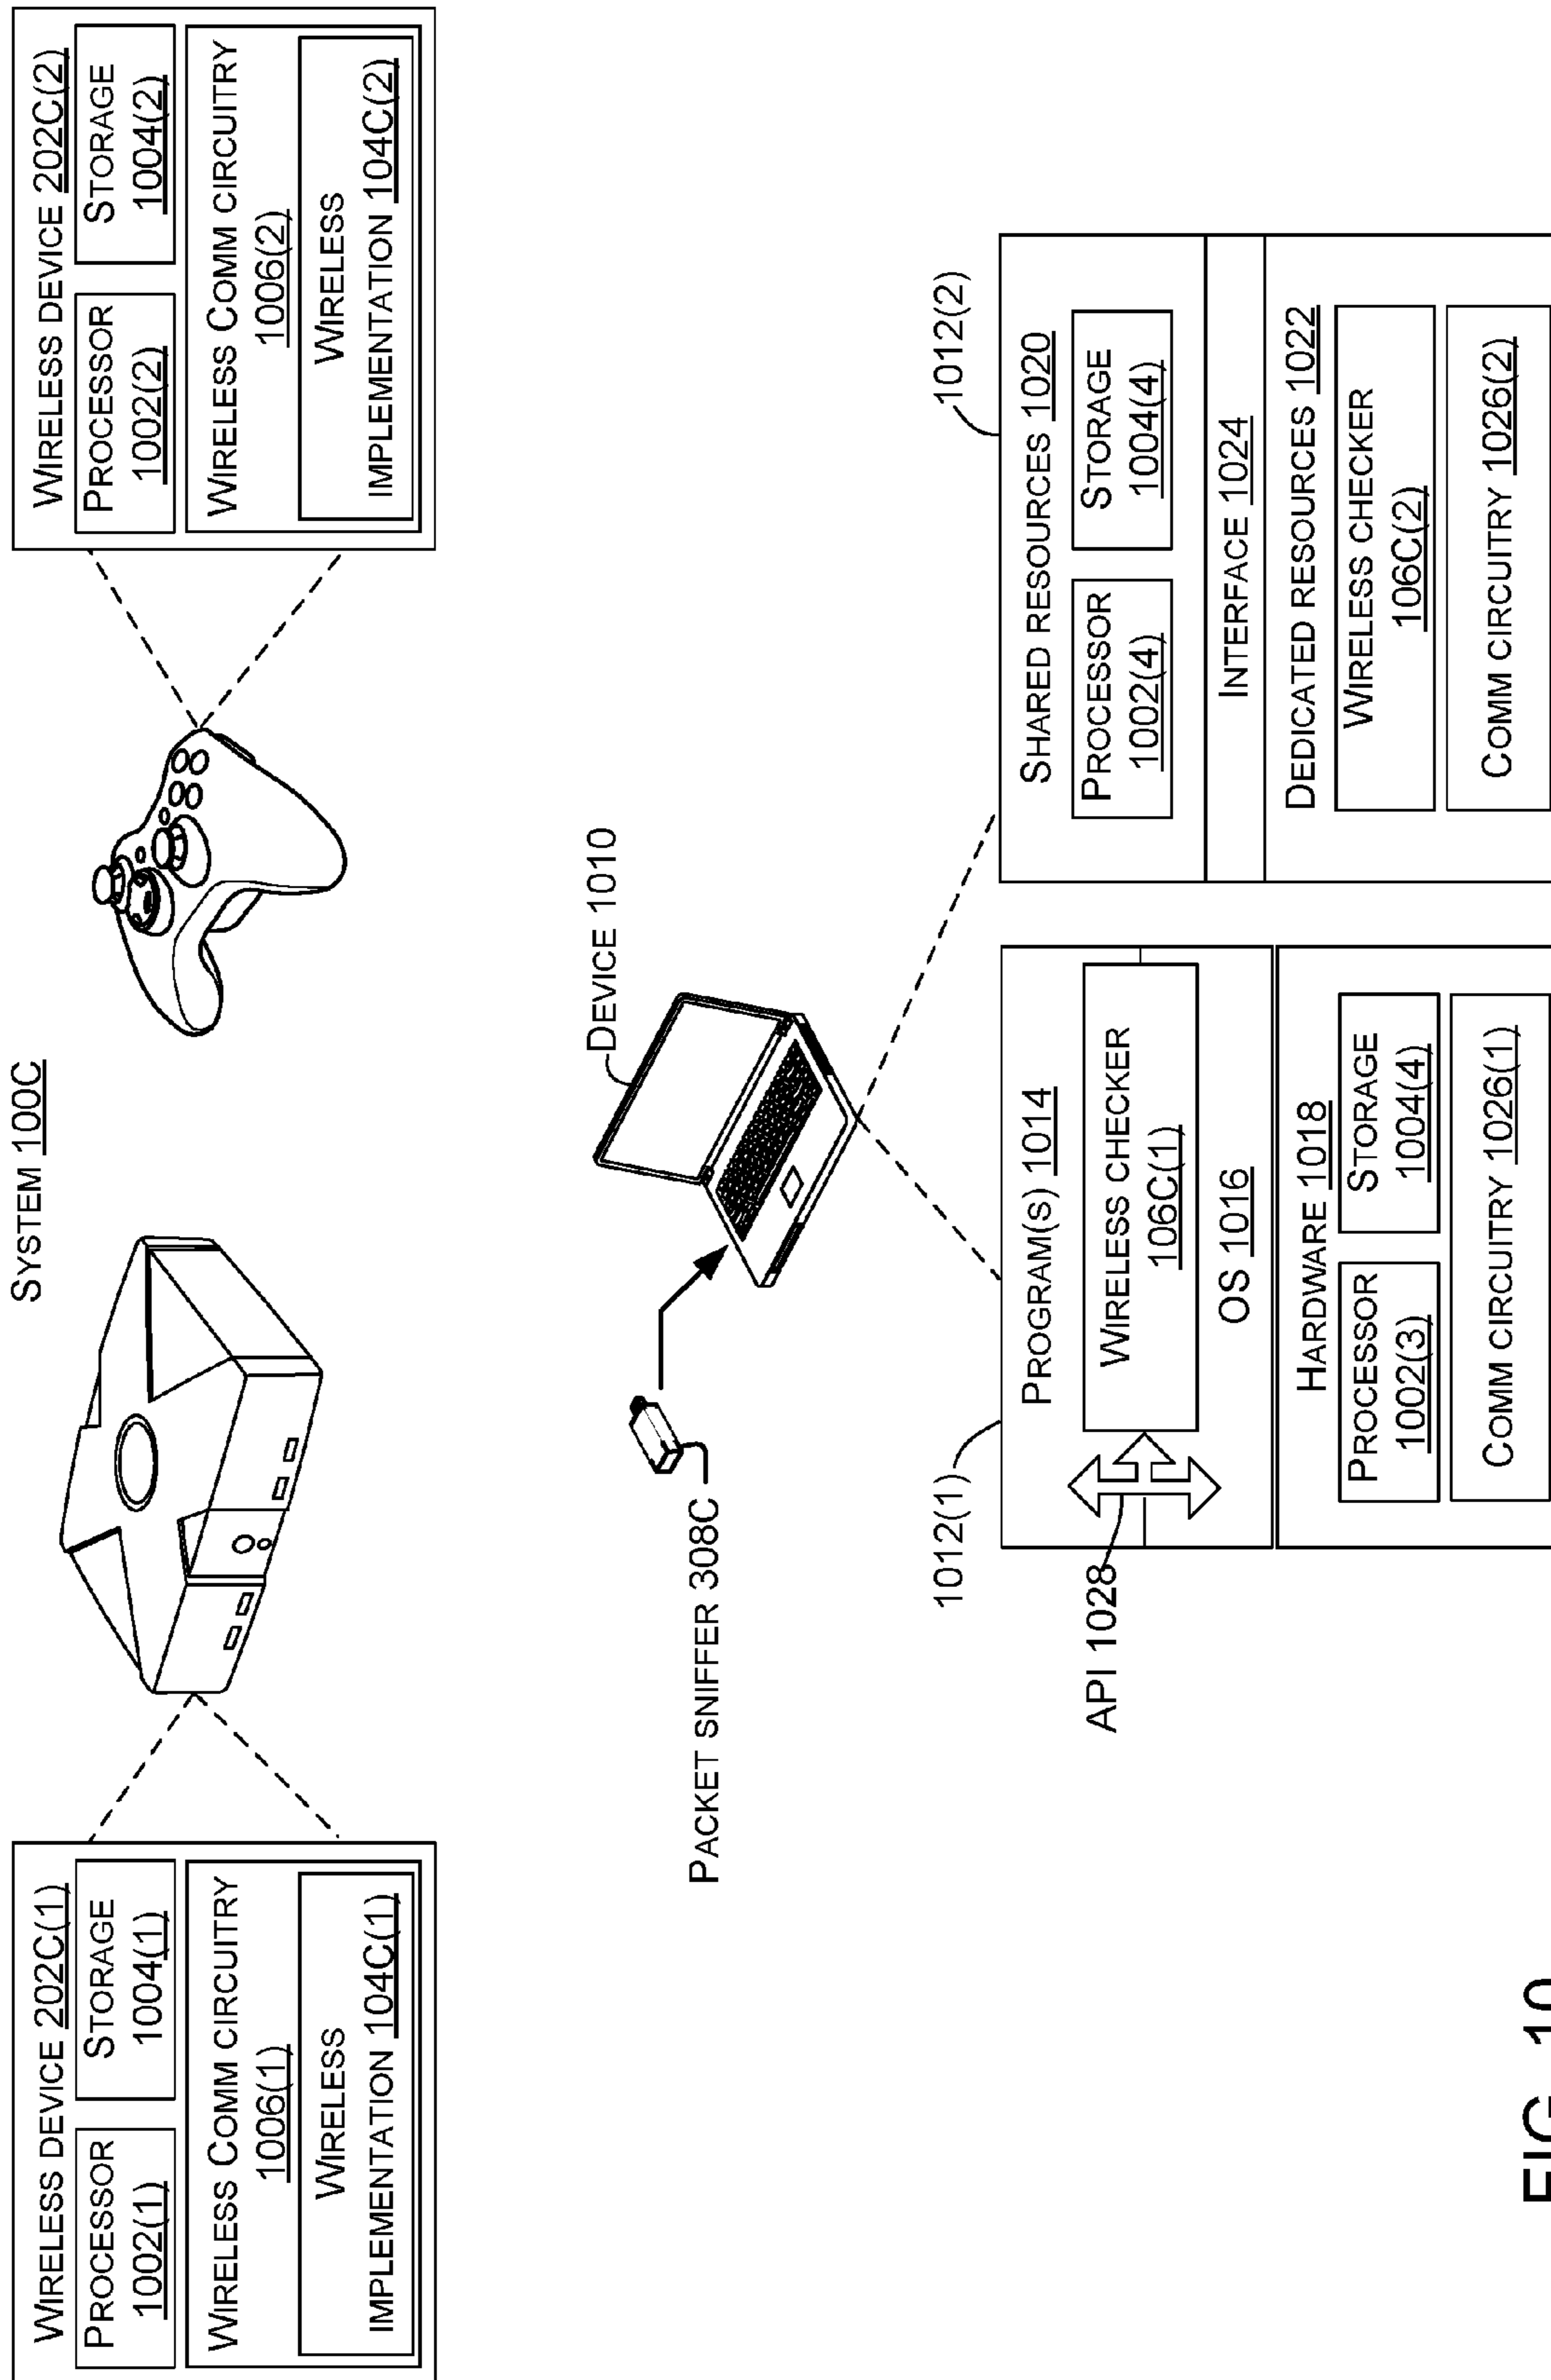 SYSTEM 100C
WIRELESS DEVICE 202C(1)
PROCESSOR
1002(1)
STORAGE
1004(1)
WIRELESS COMM CIRCUITRY
1006(1)
WIRELESS
IMPLEMENTATION 104C(1)
WIRELESS DEVICE 202C(2)
PROCESSOR
1002(2)
STORAGE
1004(2)
WIRELESS COMM CIRCUITRY
1006(2)
WIRELESS
IMPLEMENTATION 104C(2)
DEVICE 1010
PACKET SNIFFER 308C
1012(1)
PROGRAM(S) 1014
WIRELESS CHECKER
106C(1)
API 1028
OS 1016
HARDWARE 1018
PROCESSOR
1002(3)
STORAGE
1004(4)
COMM CIRCUITRY 1026(1)
1012(2)
SHARED RESOURCES 1020
PROCESSOR
1002(4)
STORAGE
1004(4)
INTERFACE 1024
DEDICATED RESOURCES 1022
WIRELESS CHECKER
106C(2)
COMM CIRCUITRY 1026(2)
FIG. 10